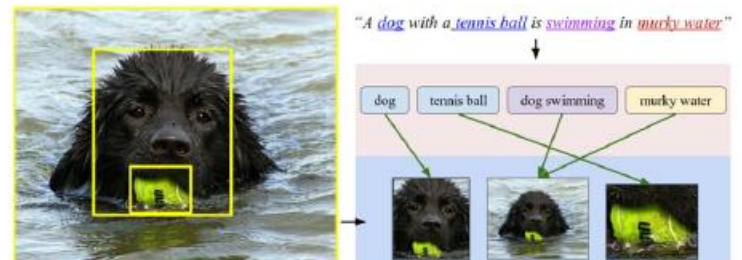 "A dog with a tennis ball is swimming in murky water"
dog
tennis ball
dog swimming
murky water